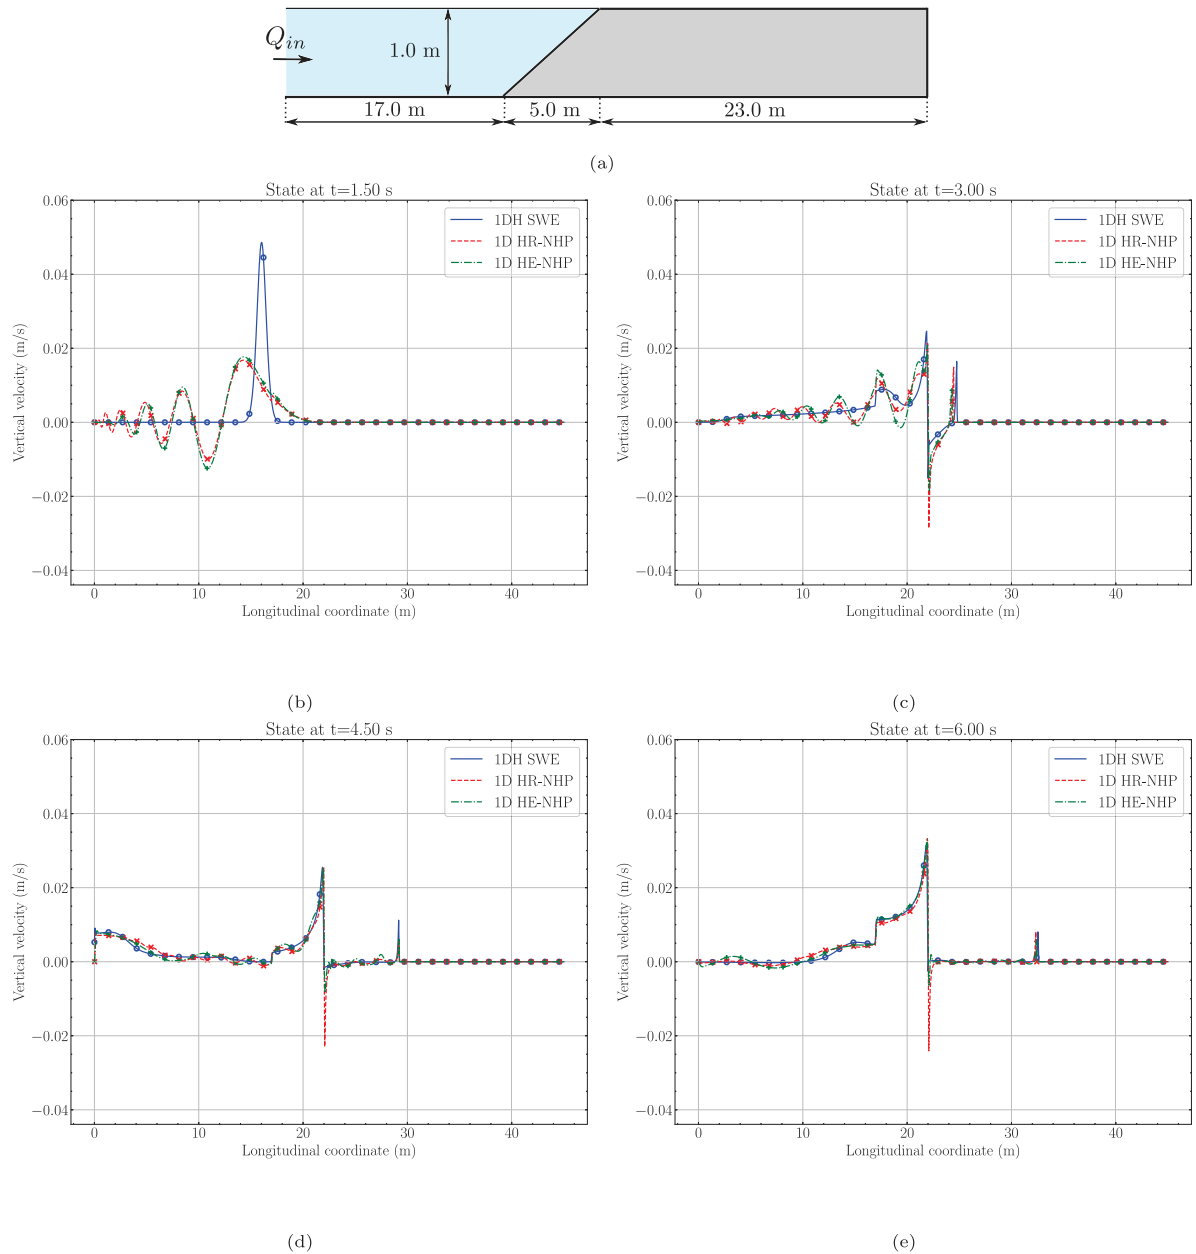 Q_in
1.0 m
17.0 m
5.0 m
23.0 m
(a)
State at t=1.50 s
0.06
0.04
0.02
0.00
−0.02
−0.04
Vertical velocity (m/s)
1DH SWE
1D HR-NHP
1D HE-NHP
0 10 20 30 40
Longitudinal coordinate (m)
(b)
State at t=3.00 s
0.06
0.04
0.02
0.00
−0.02
−0.04
Vertical velocity (m/s)
1DH SWE
1D HR-NHP
1D HE-NHP
0 10 20 30 40
Longitudinal coordinate (m)
(c)
State at t=4.50 s
0.06
0.04
0.02
0.00
−0.02
−0.04
Vertical velocity (m/s)
1DH SWE
1D HR-NHP
1D HE-NHP
0 10 20 30 40
Longitudinal coordinate (m)
(d)
State at t=6.00 s
0.06
0.04
0.02
0.00
−0.02
−0.04
Vertical velocity (m/s)
1DH SWE
1D HR-NHP
1D HE-NHP
0 10 20 30 40
Longitudinal coordinate (m)
(e)